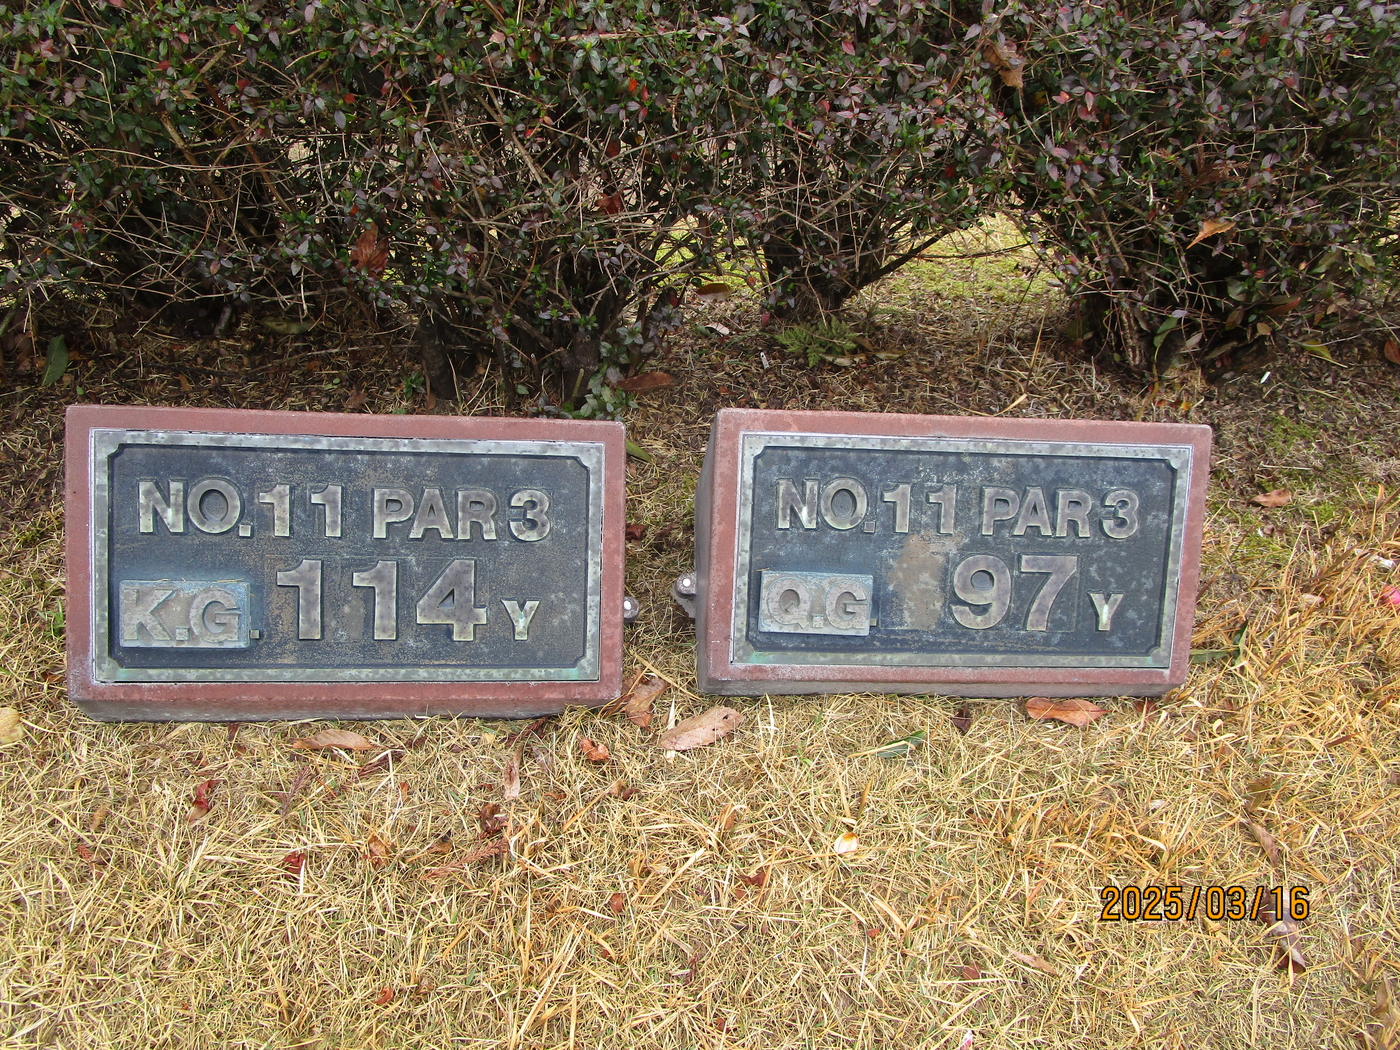 NO.11 PAR 3
K.G. 114 Y
NO.11 PAR 3
Q.G. 97 Y
2025/03/16